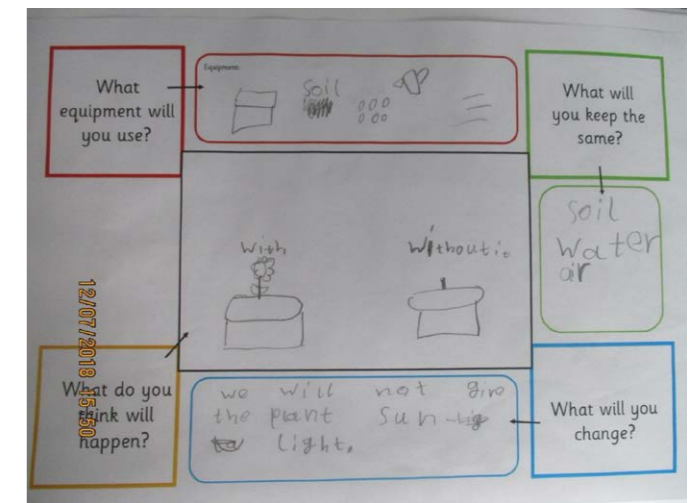 What
equipment will
you use?
Equipment:
soil
What will
you keep the
same?
soil
water
air
with
without
12/07/2018 15:50
What do you
think will
happen?
we will not give
the plant sun
light.
What will you
change?